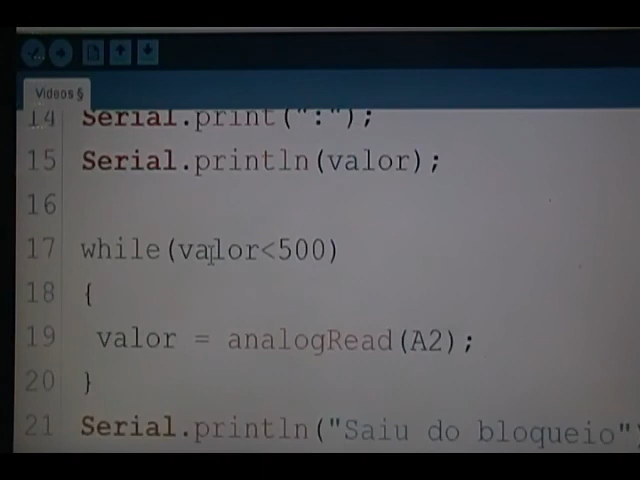 Videos §
14 Serial.print(":");
15 Serial.println(valor);
16
17 while(valor<500)
18 {
19 valor = analogRead(A2);
20 }
21 Serial.println("Saiu do bloqueio")